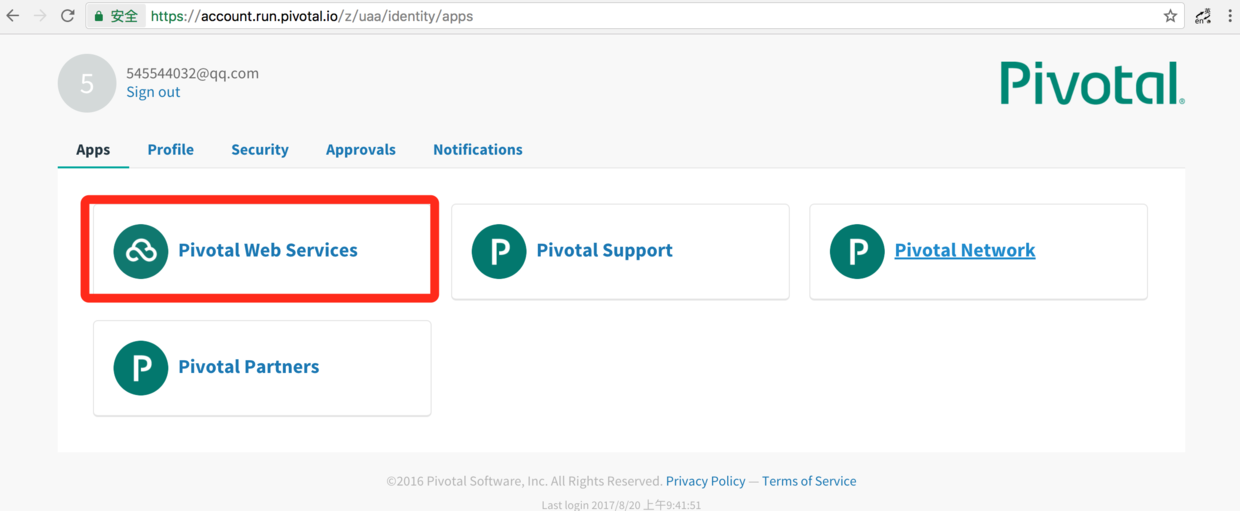 安全 https://account.run.pivotal.io/z/uaa/identity/apps
5
545544032@qq.com
Sign out
Pivotal
Apps Profile Security Approvals Notifications
Pivotal Web Services
P Pivotal Support
P Pivotal Network
P Pivotal Partners
©2016 Pivotal Software, Inc. All Rights Reserved. Privacy Policy — Terms of Service
Last login 2017/8/20 上午9:41:51